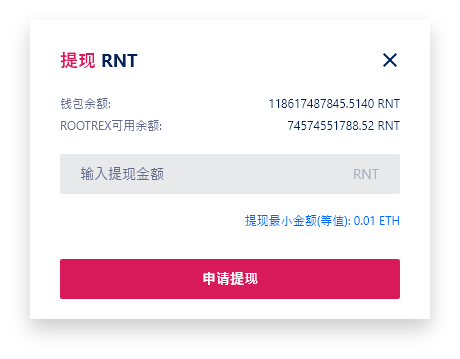 提现 RNT
钱包余额: 118617487845.5140 RNT
ROOTREX可用余额: 74574551788.52 RNT
输入提现金额 RNT
提现最小金额(等值): 0.01 ETH
申请提现